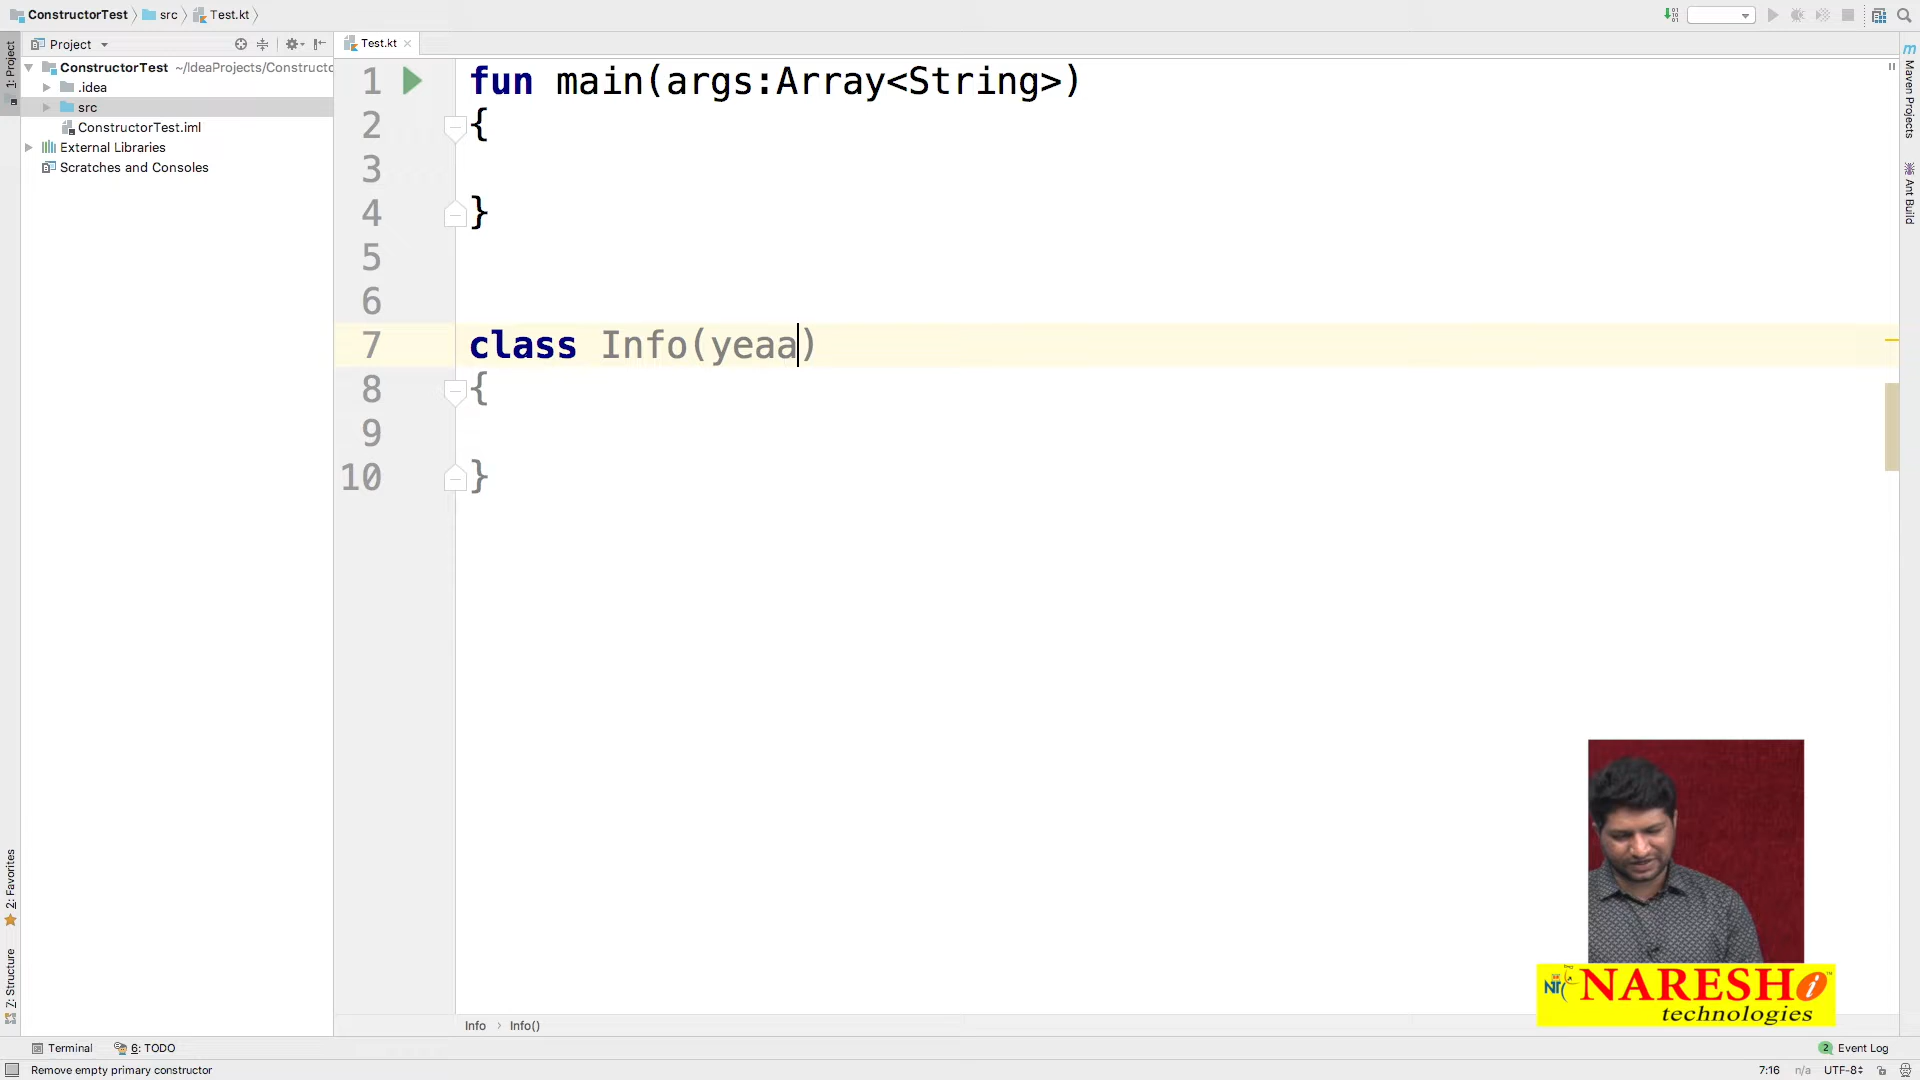 ConstructorTest src Test.kt
Project
Test.kt
1: Project
ConstructorTest ~/IdeaProjects/Constructo
.idea
src
ConstructorTest.iml
External Libraries
Scratches and Consoles
1 fun main(args:Array<String>)
2 {
3
4 }
5
6
7 class Info(yeaa)
8 {
9
10 }
m Maven Projects
Ant Build
2: Favorites
7: Structure
NARESH i
technologies
Info › Info()
Terminal 6: TODO
2 Event Log
Remove empty primary constructor
7:16 n/a UTF-8